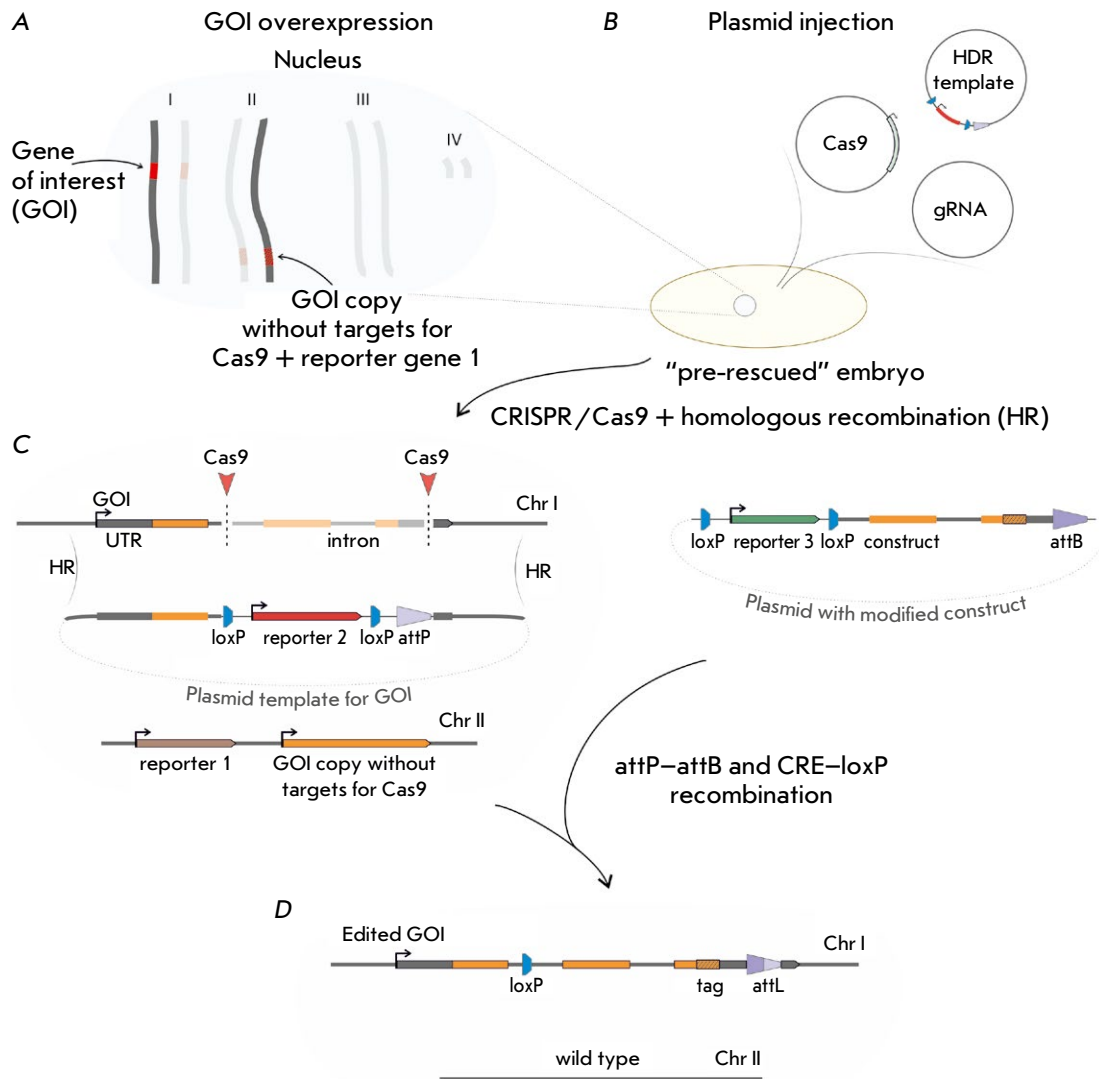 A
GOI overexpression
Nucleus
I
II
III
IV
Gene
of interest
(GOI)
GOI copy
without targets for
Cas9 + reporter gene 1
B
Plasmid injection
HDR
template
Cas9
gRNA
“pre-rescued” embryo
CRISPR/Cas9 + homologous recombination (HR)
C
Cas9
Cas9
GOI
Chr I
UTR
intron
HR
HR
loxP
reporter 2
loxP
attP
Plasmid template for GOI
Chr II
reporter 1
GOI copy without
targets for Cas9
loxP
reporter 3
loxP
construct
attB
Plasmid with modified construct
attP–attB and CRE–loxP
recombination
D
Edited GOI
Chr I
loxP
tag
attL
wild type
Chr II